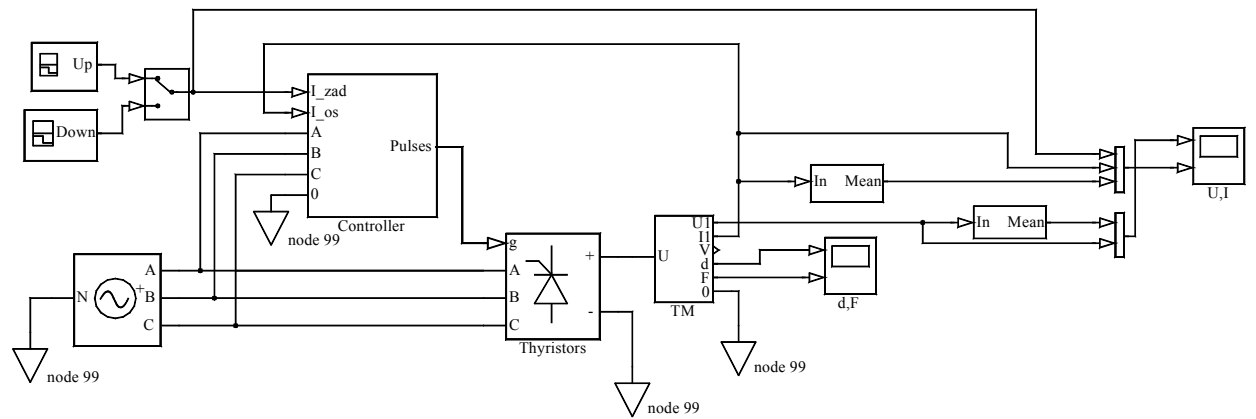 Up
Down
I_zad
I_os
A
B
C
0
Pulses
Controller
node 99
N
+
A
B
C
node 99
g
A
B
C
+
-
Thyristors
node 99
U
U1
I1
V
d
F
0
TM
node 99
d,F
In Mean
In Mean
U,I